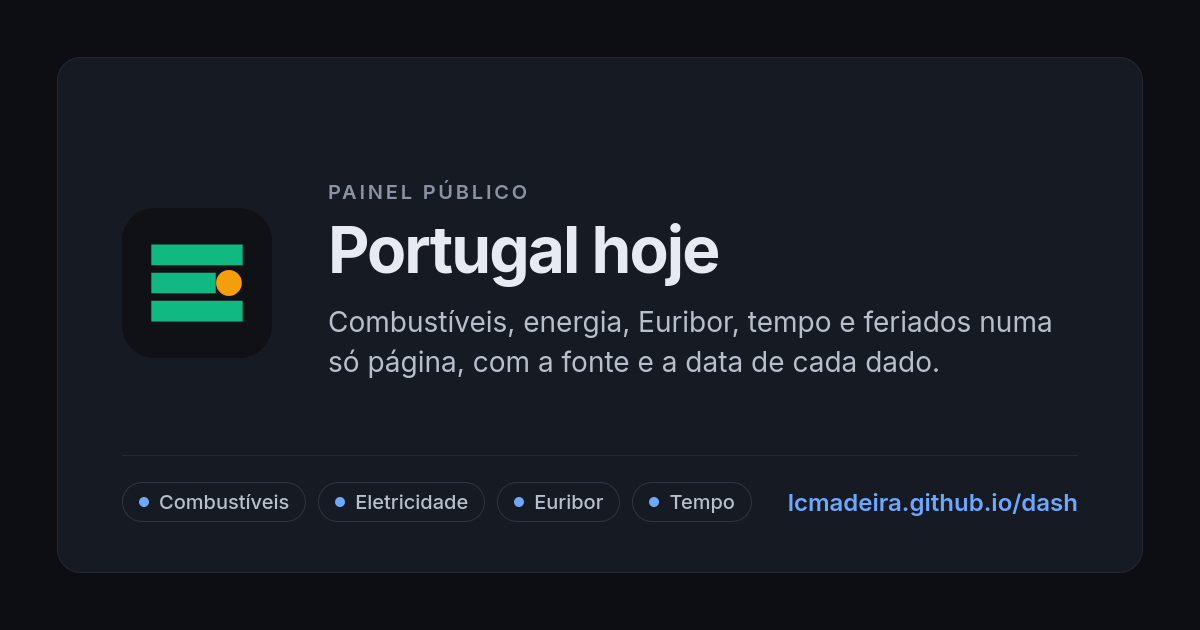 PAINEL PÚBLICO
Portugal hoje
Combustíveis, energia, Euribor, tempo e feriados numa
só página, com a fonte e a data de cada dado.
Combustíveis
Eletricidade
Euribor
Tempo
lcmadeira.github.io/dash